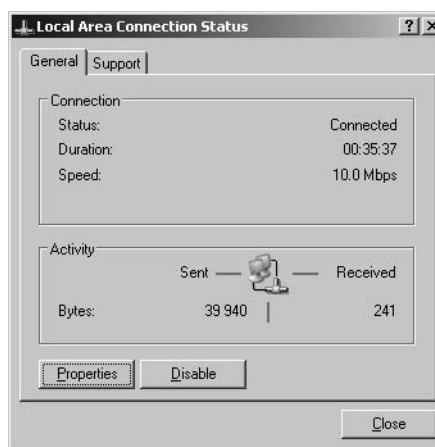 Local Area Connection Status
General Support
Connection
Status: Connected
Duration: 00:35:37
Speed: 10.0 Mbps
Activity
Sent Received
Bytes: 39 940 241
Properties Disable
Close